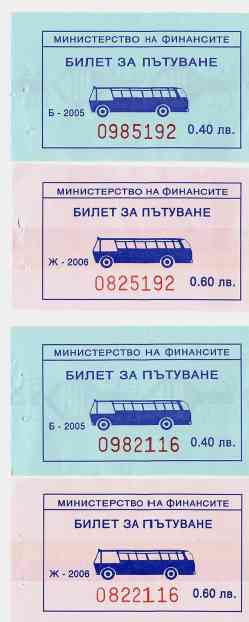 МИНИСТЕРСТВО НА ФИНАНСИТЕ
БИЛЕТ ЗА ПЪТУВАНЕ
Б - 2005
0985192 0.40 лв.
МИНИСТЕРСТВО НА ФИНАНСИТЕ
БИЛЕТ ЗА ПЪТУВАНЕ
Ж - 2006
0825192 0.60 лв.
МИНИСТЕРСТВО НА ФИНАНСИТЕ
БИЛЕТ ЗА ПЪТУВАНЕ
Б - 2005
0982116 0.40 лв.
МИНИСТЕРСТВО НА ФИНАНСИТЕ
БИЛЕТ ЗА ПЪТУВАНЕ
Ж - 2006
0822116 0.60 лв.